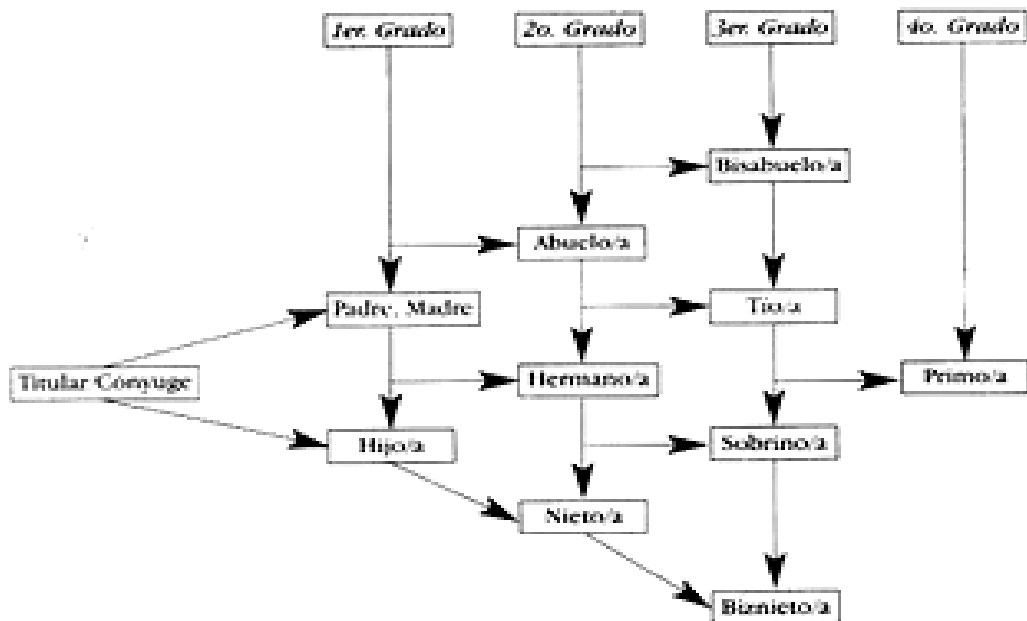 1er. Grado 2o. Grado 3er. Grado 4o. Grado
Bisabuelo/a
Abuelo/a
Padre, Madre Tio/a
Titular Conyuge Hermano/a Primo/a
Hijo/a Sobrino/a
Nieto/a
Biznieto/a